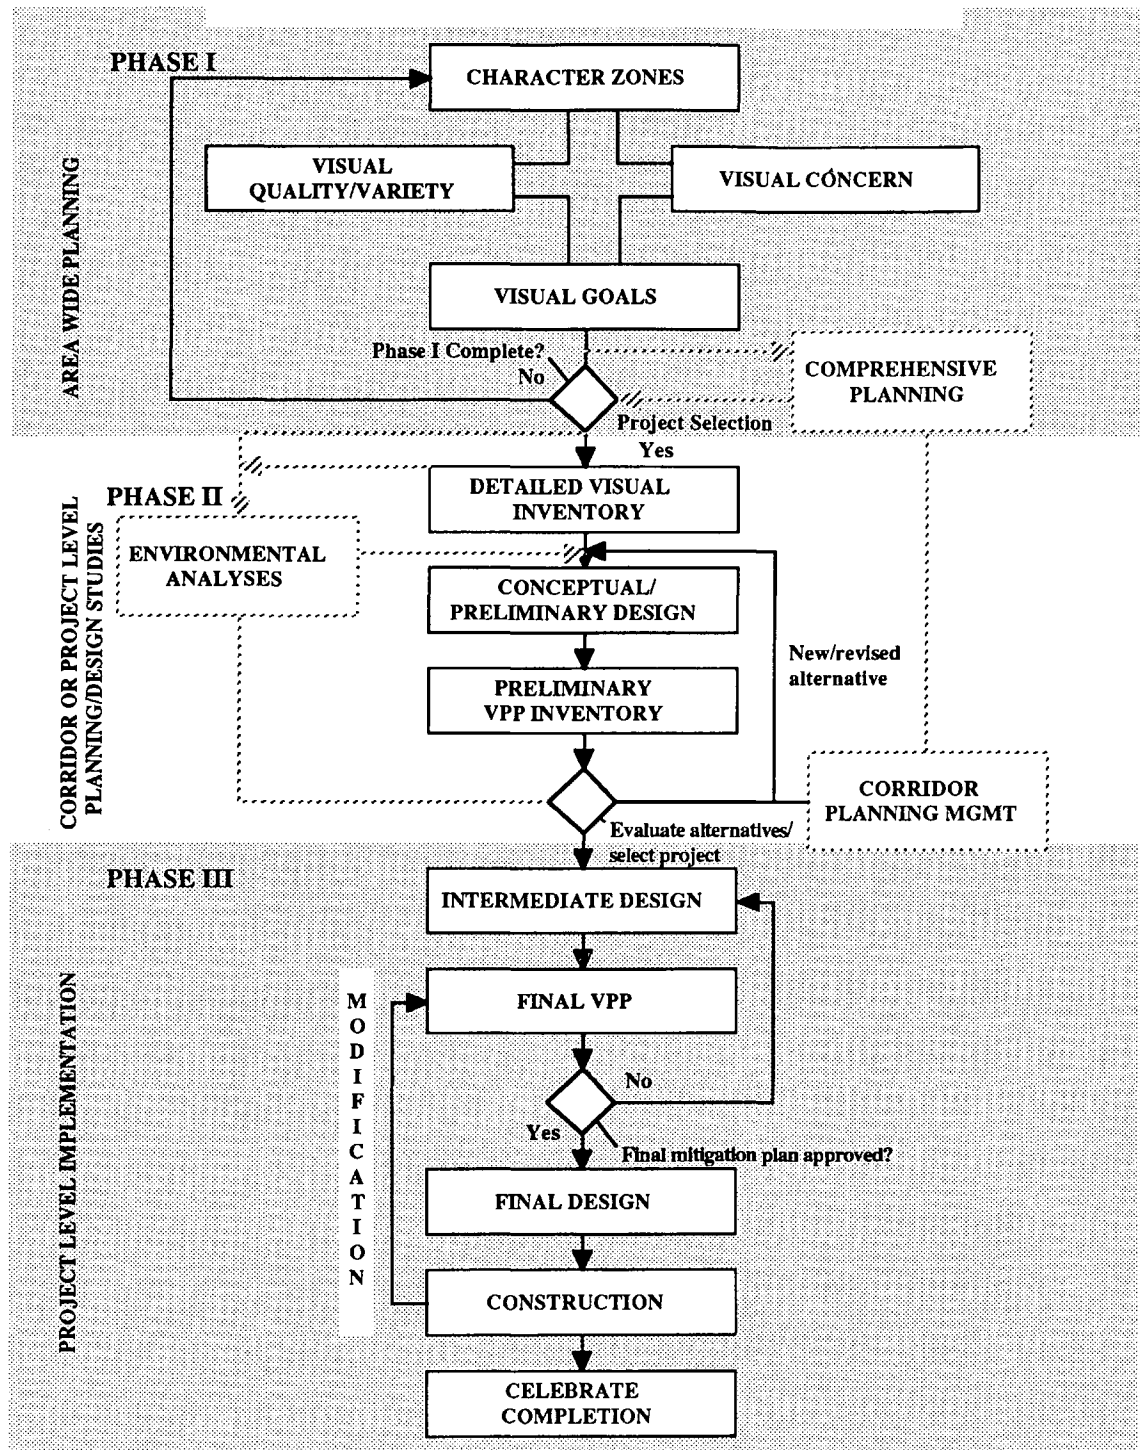 PHASE I
CHARACTER ZONES
VISUAL
QUALITY/VARIETY
VISUAL CONCERN
AREA WIDE PLANNING
VISUAL GOALS
Phase I Complete?
No
COMPREHENSIVE
PLANNING
Project Selection
Yes
PHASE II
DETAILED VISUAL
INVENTORY
ENVIRONMENTAL
ANALYSES
CORRIDOR OR PROJECT LEVEL
PLANNING/DESIGN STUDIES
CONCEPTUAL/
PRELIMINARY DESIGN
New/revised
alternative
PRELIMINARY
VPP INVENTORY
CORRIDOR
PLANNING MGMT
Evaluate alternatives/
select project
PHASE III
INTERMEDIATE DESIGN
PROJECT LEVEL IMPLEMENTATION
MODIFICATION
FINAL VPP
No
Yes
Final mitigation plan approved?
FINAL DESIGN
CONSTRUCTION
CELEBRATE
COMPLETION